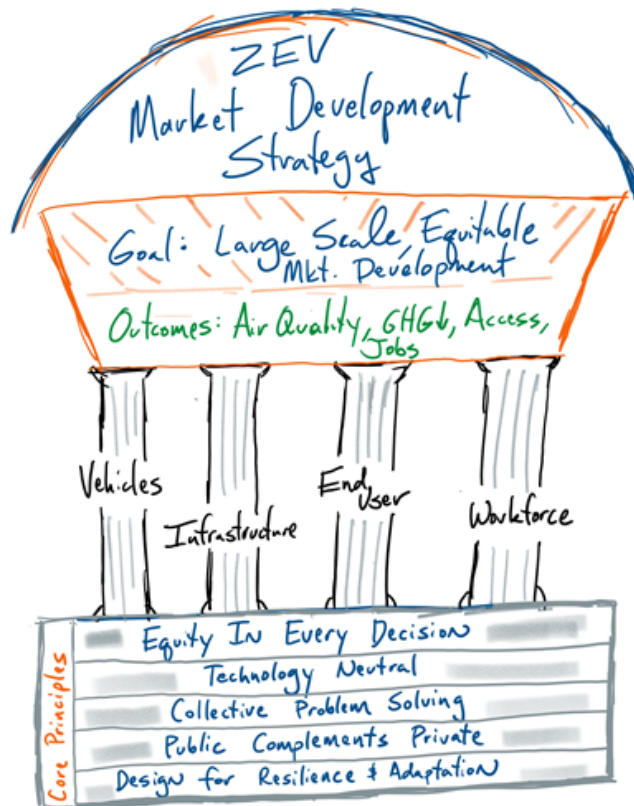 ZEV
Market Development
Strategy
Goal: Large Scale, Equitable
Mkt. Development
Outcomes: Air Quality, GHG↓, Access,
Jobs
Vehicles
Infrastructure
End User
Workforce
Core Principles
Equity In Every Decision
Technology Neutral
Collective Problem Solving
Public Complements Private
Design for Resilience & Adaptation